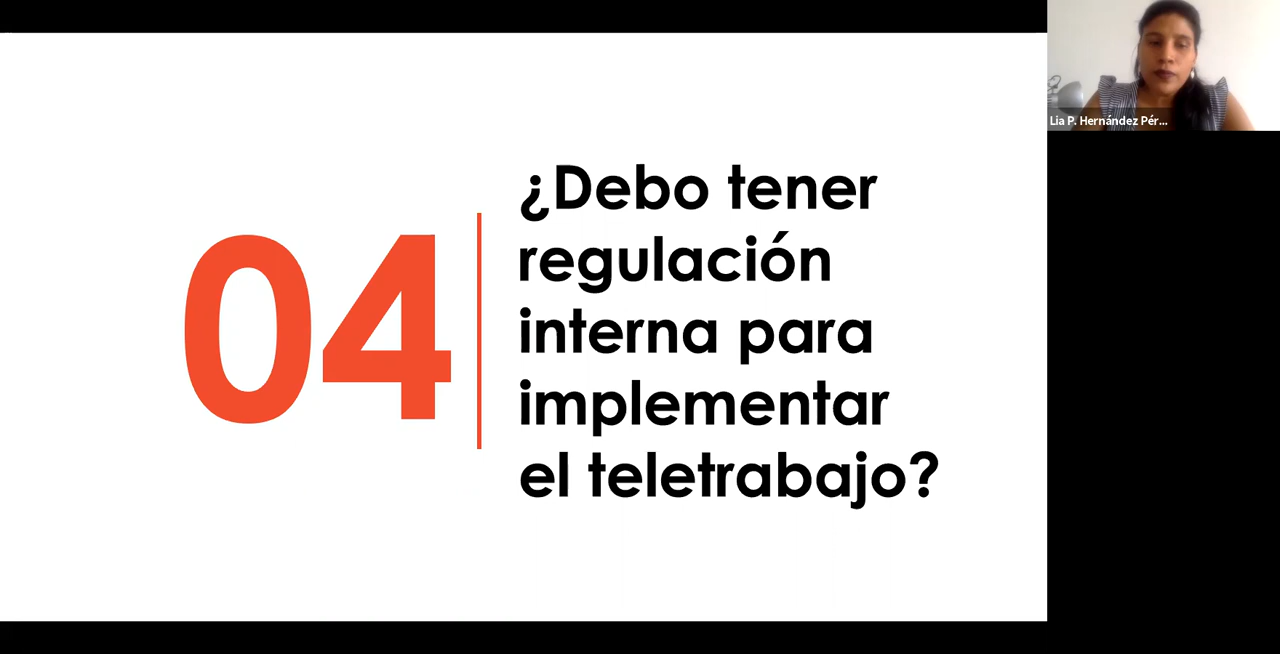 04
¿Debo tener
regulación
interna para
implementar
el teletrabajo?
Lia P. Hernández Pér...